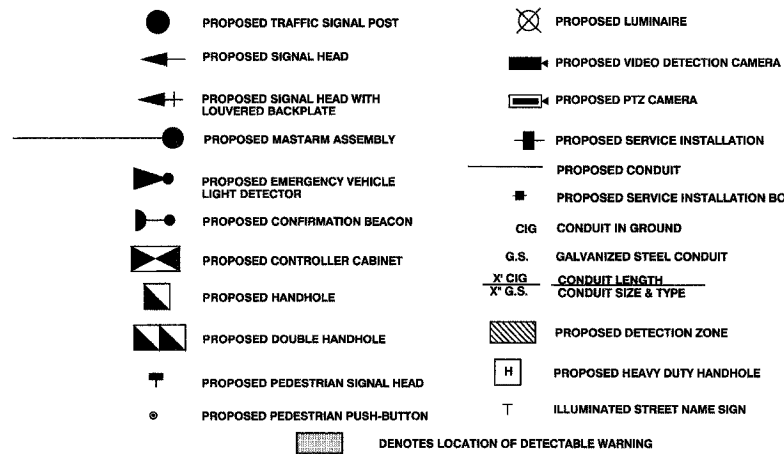 PROPOSED TRAFFIC SIGNAL POST
PROPOSED SIGNAL HEAD
PROPOSED SIGNAL HEAD WITH
LOUVERED BACKPLATE
PROPOSED MASTARM ASSEMBLY
PROPOSED EMERGENCY VEHICLE
LIGHT DETECTOR
PROPOSED CONFIRMATION BEACON
PROPOSED CONTROLLER CABINET
PROPOSED HANDHOLE
PROPOSED DOUBLE HANDHOLE
PROPOSED PEDESTRIAN SIGNAL HEAD
PROPOSED PEDESTRIAN PUSH-BUTTON
PROPOSED LUMINAIRE
PROPOSED VIDEO DETECTION CAMERA
PROPOSED PTZ CAMERA
PROPOSED SERVICE INSTALLATION
PROPOSED CONDUIT
PROPOSED SERVICE INSTALLATION BO
CIG CONDUIT IN GROUND
G.S. GALVANIZED STEEL CONDUIT
X' CIG CONDUIT LENGTH
X" G.S. CONDUIT SIZE & TYPE
PROPOSED DETECTION ZONE
H PROPOSED HEAVY DUTY HANDHOLE
ILLUMINATED STREET NAME SIGN
DENOTES LOCATION OF DETECTABLE WARNING